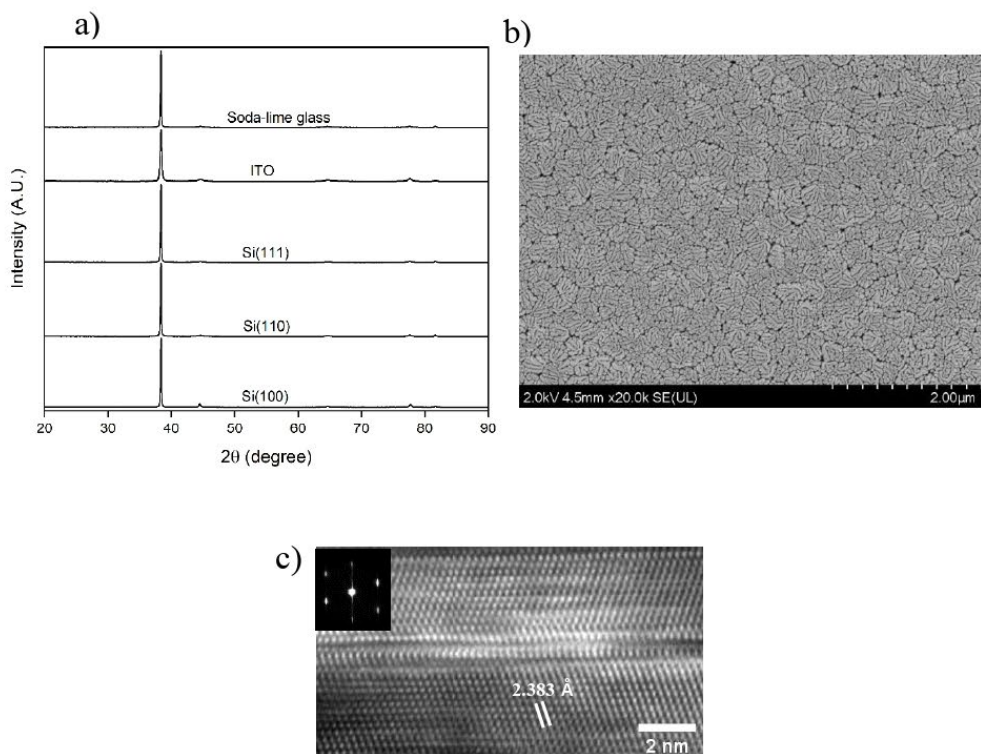 a)
Intensity (A.U.)
Soda-lime glass
ITO
Si(111)
Si(110)
Si(100)
20 30 40 50 60 70 80 90
2θ (degree)
b)
2.0kV 4.5mm x20.0k SE(UL) 2.00µm
c)
2.383 Å
2 nm